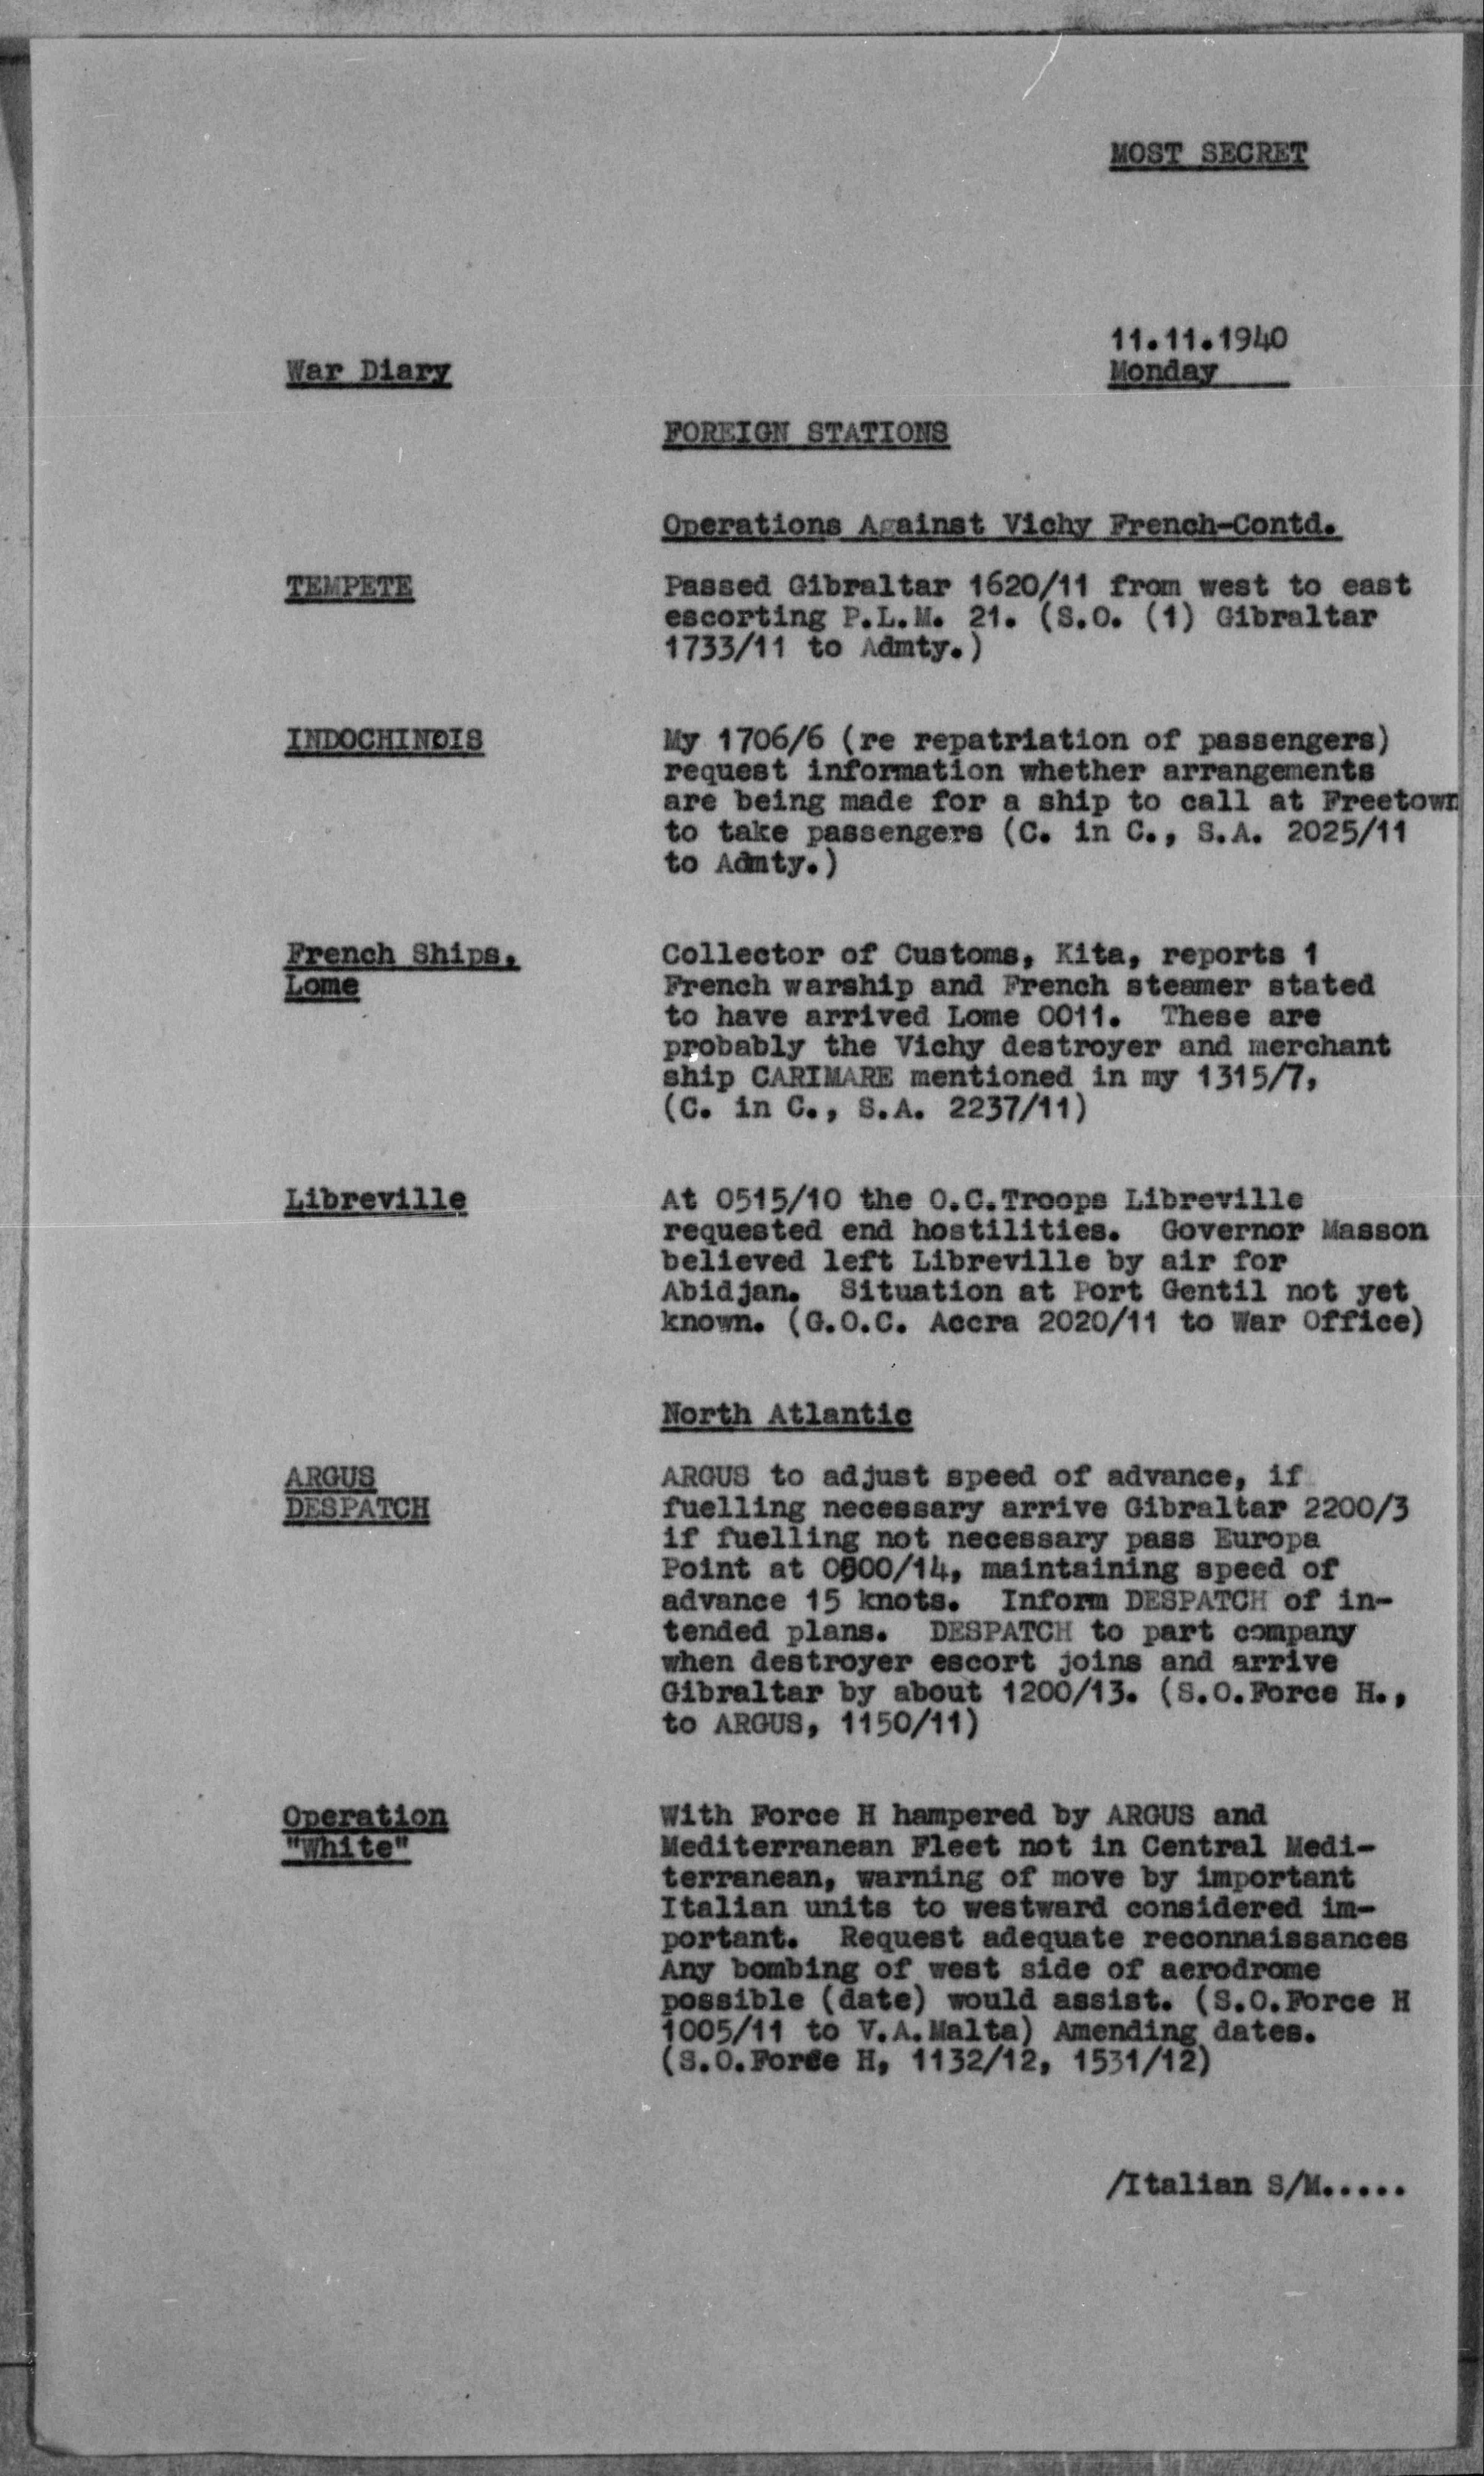 MOST SECRET
11.11.1940
War Diary
Monday
FOREIGN STATIONS
Operations Against Vichy French-Contd.
TEMPETE
Passed Gibraltar 1620/11 from west to east
escorting P.L.M. 21. (S.O. (1) Gibraltar
1733/11 to Admty.)
INDOCHINOIS
My 1706/6 (re repatriation of passengers)
request information whether arrangements
are being made for a ship to call at Freetown
to take passengers (C. in C., S.A. 2025/11
to Admty.)
French Ships,
Lome
Collector of Customs, Kita, reports 1
French warship and French steamer stated
to have arrived Lome 0011. These are
probably the Vichy destroyer and merchant
ship CARIMARE mentioned in my 1315/7,
(C. in C., S.A. 2237/11)
Libreville
At 0515/10 the O.C.Troops Libreville
requested end hostilities. Governor Masson
believed left Libreville by air for
Abidjan. Situation at Port Gentil not yet
known. (G.O.C. Accra 2020/11 to War Office)
North Atlantic
ARGUS
DESPATCH
ARGUS to adjust speed of advance, if
fuelling necessary arrive Gibraltar 2200/3
if fuelling not necessary pass Europa
Point at /14, maintaining speed of
advance 15 knots. Inform DESPATCH of in-
tended plans. DESPATCH to part company
when destroyer escort joins and arrive
Gibraltar by about 1200/13. (S.O.Force H.,
to ARGUS, 1150/11)
Operation
"White"
With Force H hampered by ARGUS and
Mediterranean Fleet not in Central Medi-
terranean, warning of move by important
Italian units to westward considered im-
portant. Request adequate reconnaissances
Any bombing of west side of aerodrome
possible (date) would assist. (S.O.Force H
1005/11 to V.A.Malta) Amending dates.
(S.O.Force H, 1132/12, 1531/12)
/Italian S/M.....